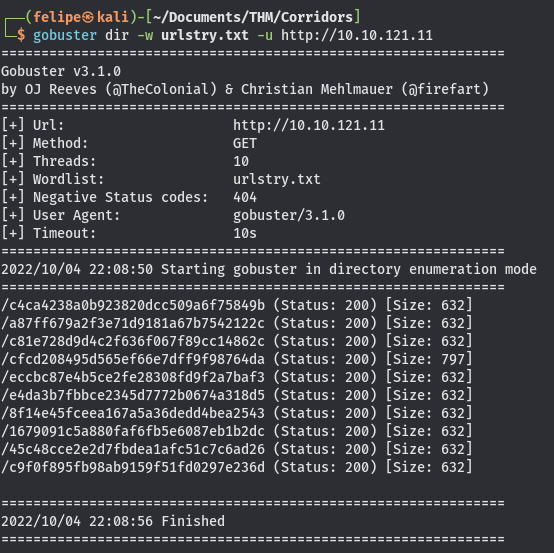 (felipe㉿kali)-[~/Documents/THM/Corridors]
$ gobuster dir -w urlstry.txt -u http://10.10.121.11
===============================================================
Gobuster v3.1.0
by OJ Reeves (@TheColonial) & Christian Mehlmauer (@firefart)
===============================================================
[+] Url:                     http://10.10.121.11
[+] Method:                  GET
[+] Threads:                 10
[+] Wordlist:                urlstry.txt
[+] Negative Status codes:   404
[+] User Agent:              gobuster/3.1.0
[+] Timeout:                 10s
===============================================================
2022/10/04 22:08:50 Starting gobuster in directory enumeration mode
===============================================================
/c4ca4238a0b923820dcc509a6f75849b (Status: 200) [Size: 632]
/a87ff679a2f3e71d9181a67b7542122c (Status: 200) [Size: 632]
/c81e728d9d4c2f636f067f89cc14862c (Status: 200) [Size: 632]
/cfcd208495d565ef66e7dff9f98764da (Status: 200) [Size: 797]
/eccbc87e4b5ce2fe28308fd9f2a7baf3 (Status: 200) [Size: 632]
/e4da3b7fbbce2345d7772b0674a318d5 (Status: 200) [Size: 632]
/8f14e45fceea167a5a36dedd4bea2543 (Status: 200) [Size: 632]
/1679091c5a880faf6fb5e6087eb1b2dc (Status: 200) [Size: 632]
/45c48cce2e2d7fbdea1afc51c7c6ad26 (Status: 200) [Size: 632]
/c9f0f895fb98ab9159f51fd0297e236d (Status: 200) [Size: 632]
===============================================================
2022/10/04 22:08:56 Finished
===============================================================